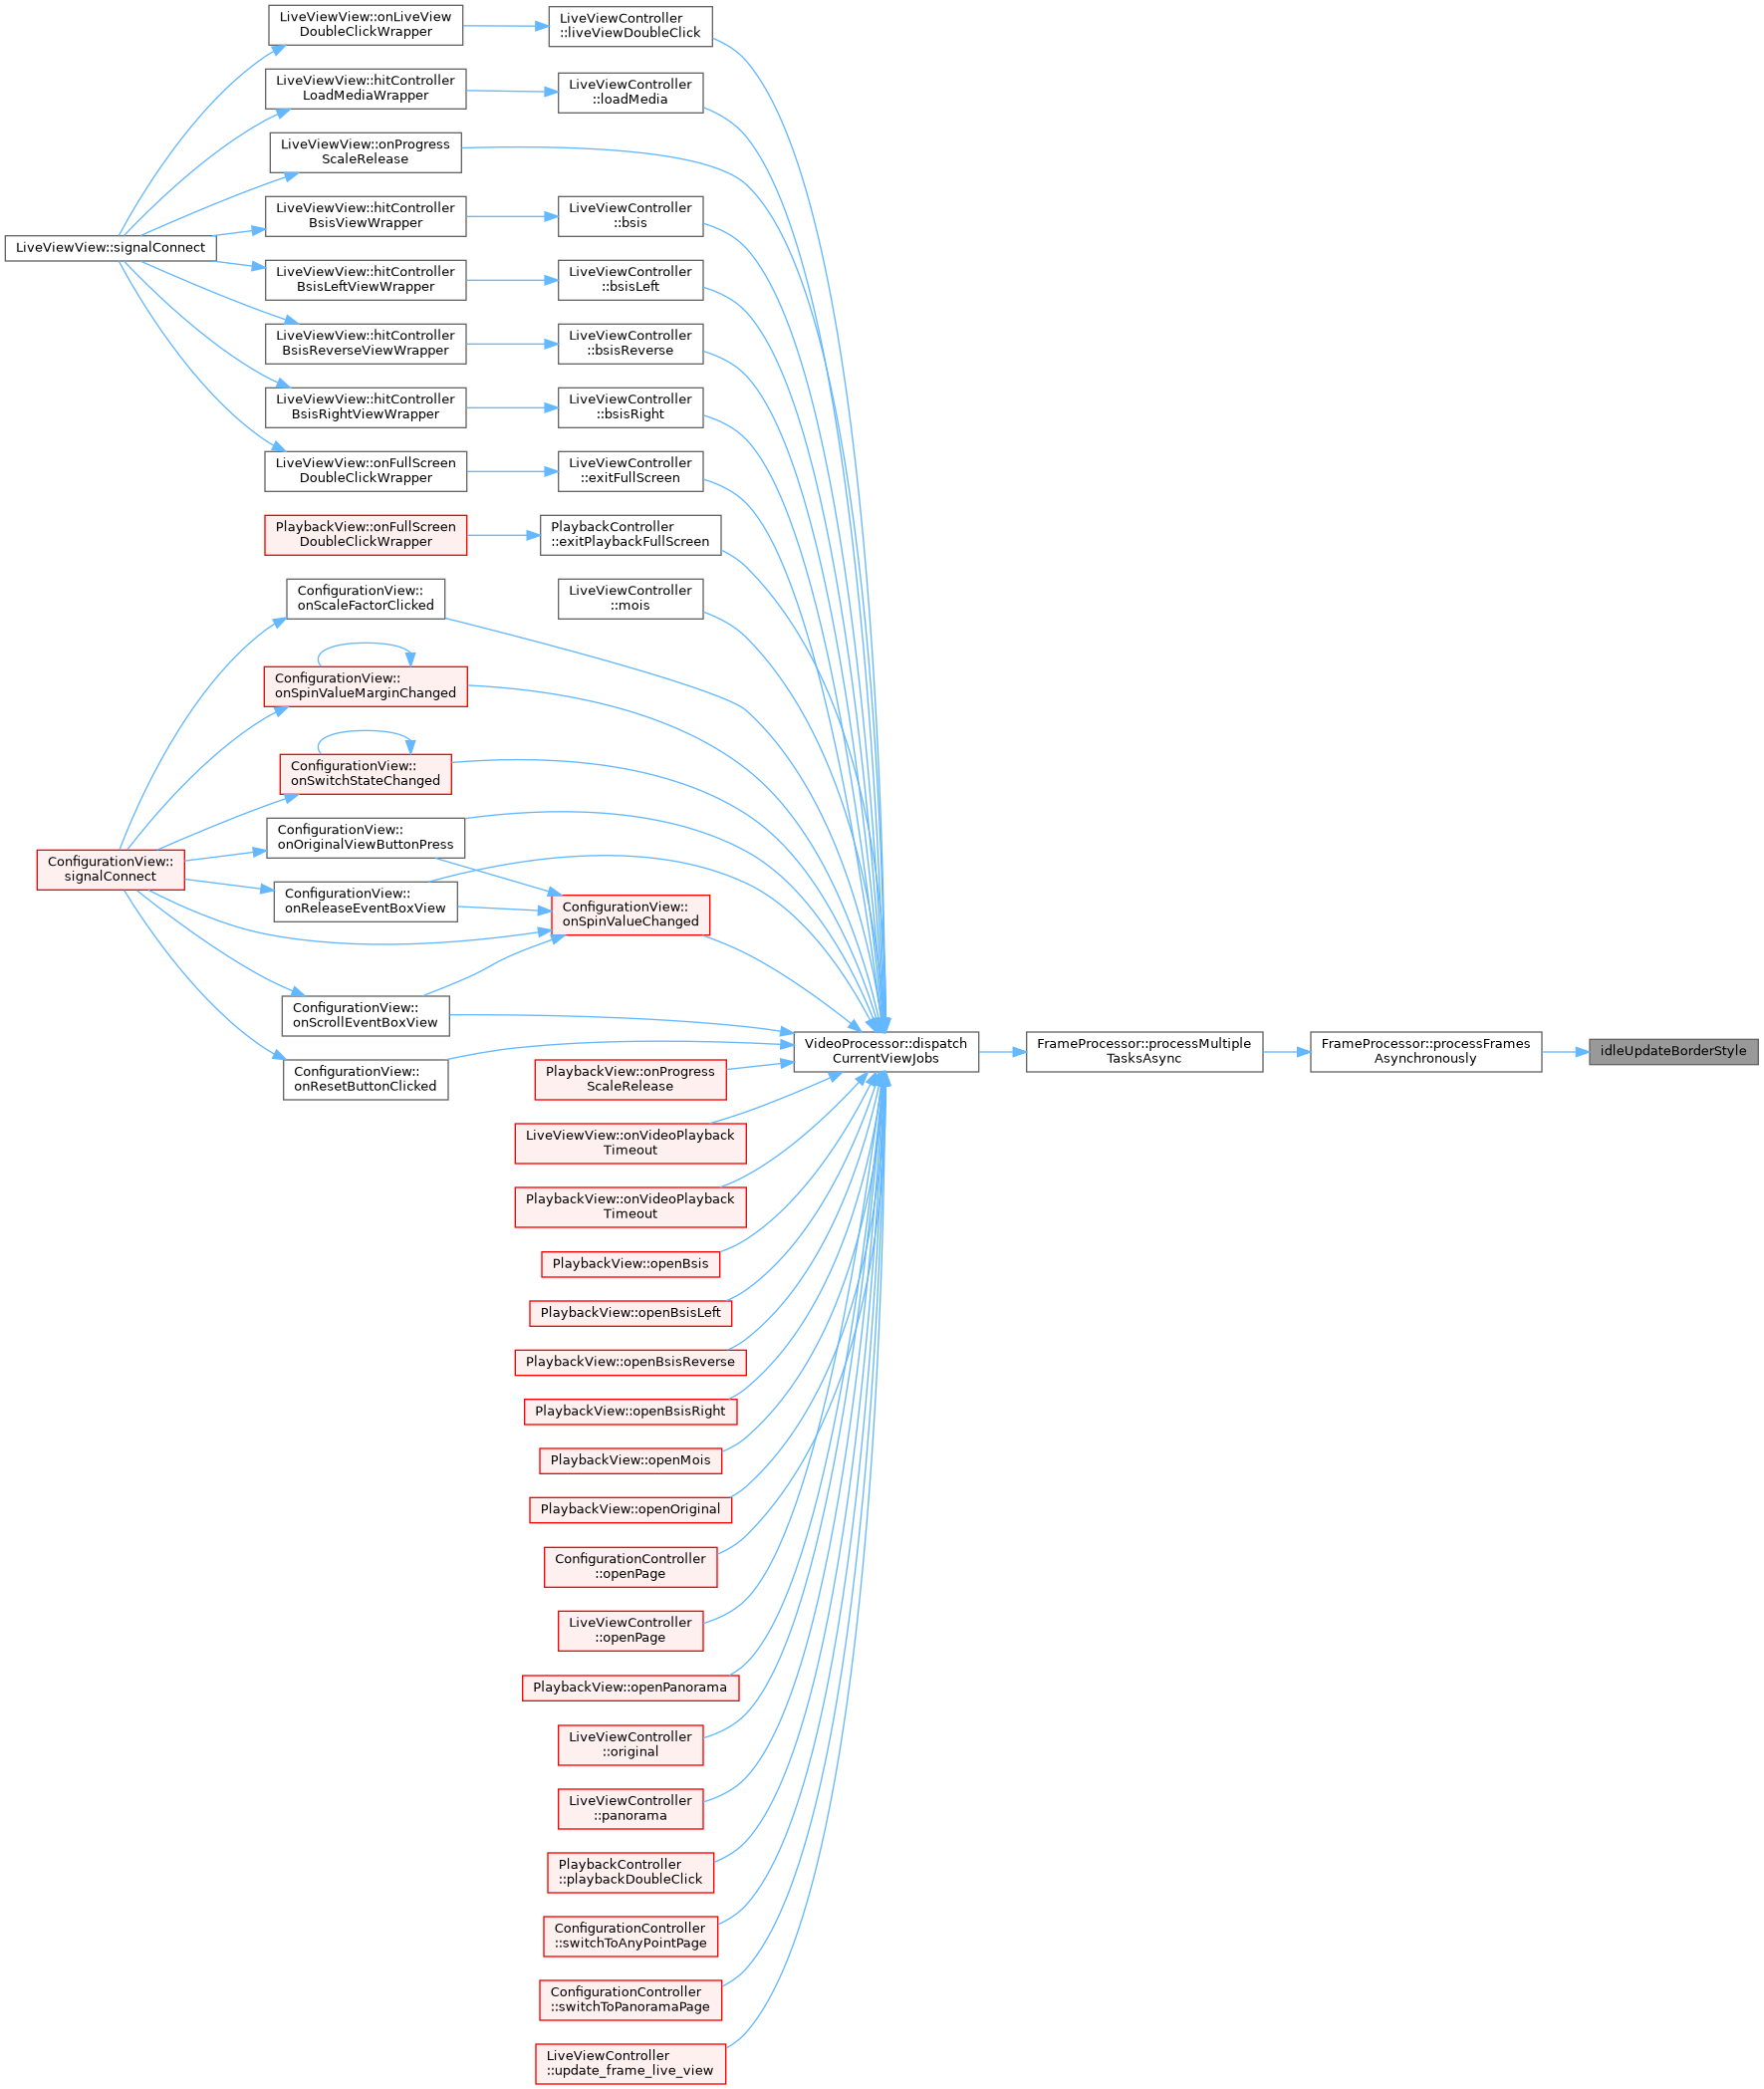 LiveViewView::onLiveView
DoubleClickWrapper
LiveViewController
::liveViewDoubleClick
LiveViewView::hitController
LoadMediaWrapper
LiveViewController
::loadMedia
LiveViewView::onProgress
ScaleRelease
LiveViewView::hitController
BsisViewWrapper
LiveViewController
::bsis
LiveViewView::signalConnect
LiveViewView::hitController
BsisLeftViewWrapper
LiveViewController
::bsisLeft
LiveViewView::hitController
BsisReverseViewWrapper
LiveViewController
::bsisReverse
LiveViewView::hitController
BsisRightViewWrapper
LiveViewController
::bsisRight
LiveViewView::onFullScreen
DoubleClickWrapper
LiveViewController
::exitFullScreen
PlaybackView::onFullScreen
DoubleClickWrapper
PlaybackController
::exitPlaybackFullScreen
ConfigurationView::
onScaleFactorClicked
LiveViewController
::mois
ConfigurationView::
onSpinValueMarginChanged
ConfigurationView::
onSwitchStateChanged
ConfigurationView::
onOriginalViewButtonPress
ConfigurationView::
signalConnect
ConfigurationView::
onReleaseEventBoxView
ConfigurationView::
onSpinValueChanged
ConfigurationView::
onScrollEventBoxView
VideoProcessor::dispatch
CurrentViewJobs
FrameProcessor::processMultiple
TasksAsync
FrameProcessor::processFrames
Asynchronously
idleUpdateBorderStyle
ConfigurationView::
onResetButtonClicked
PlaybackView::onProgress
ScaleRelease
LiveViewView::onVideoPlayback
Timeout
PlaybackView::onVideoPlayback
Timeout
PlaybackView::openBsis
PlaybackView::openBsisLeft
PlaybackView::openBsisReverse
PlaybackView::openBsisRight
PlaybackView::openMois
PlaybackView::openOriginal
ConfigurationController
::openPage
LiveViewController
::openPage
PlaybackView::openPanorama
LiveViewController
::original
LiveViewController
::panorama
PlaybackController
::playbackDoubleClick
ConfigurationController
::switchToAnyPointPage
ConfigurationController
::switchToPanoramaPage
LiveViewController
::update_frame_live_view